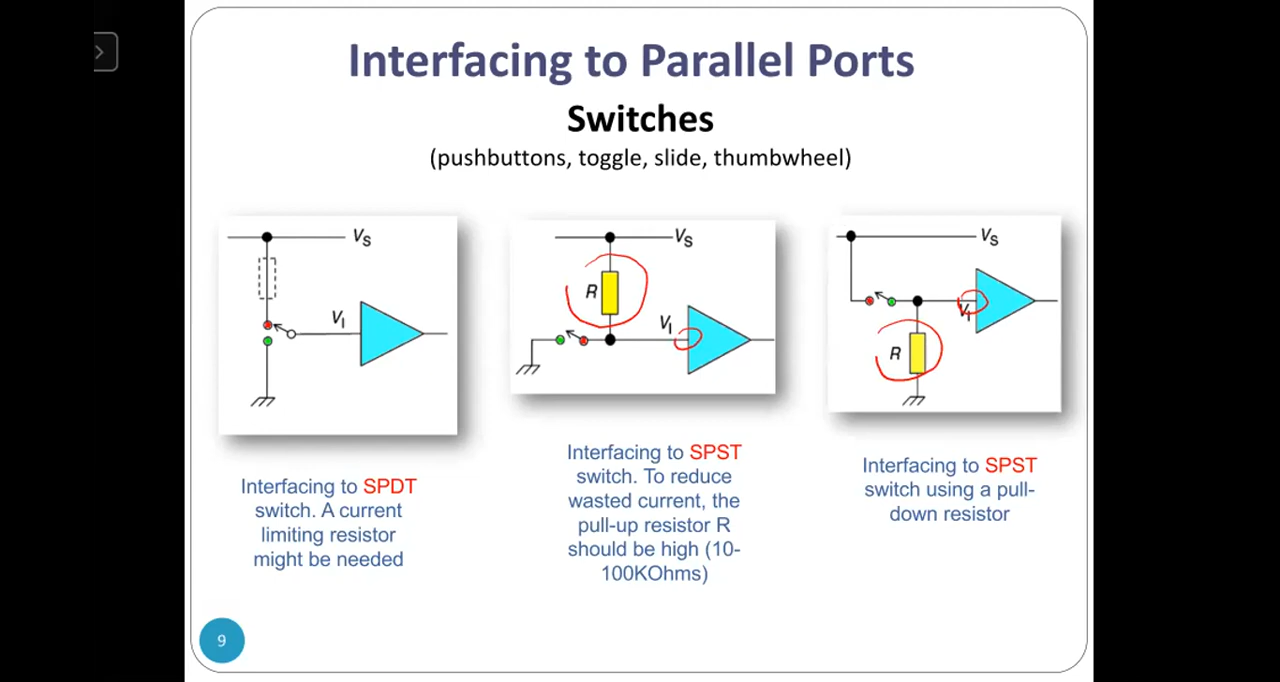 Interfacing to Parallel Ports
Switches
(pushbuttons, toggle, slide, thumbwheel)
VS
VI
Interfacing to SPDT
switch. A current
limiting resistor
might be needed
VS
R
VI
Interfacing to SPST
switch. To reduce
wasted current, the
pull-up resistor R
should be high (10-
100KOhms)
VS
VI
R
Interfacing to SPST
switch using a pull-
down resistor
9